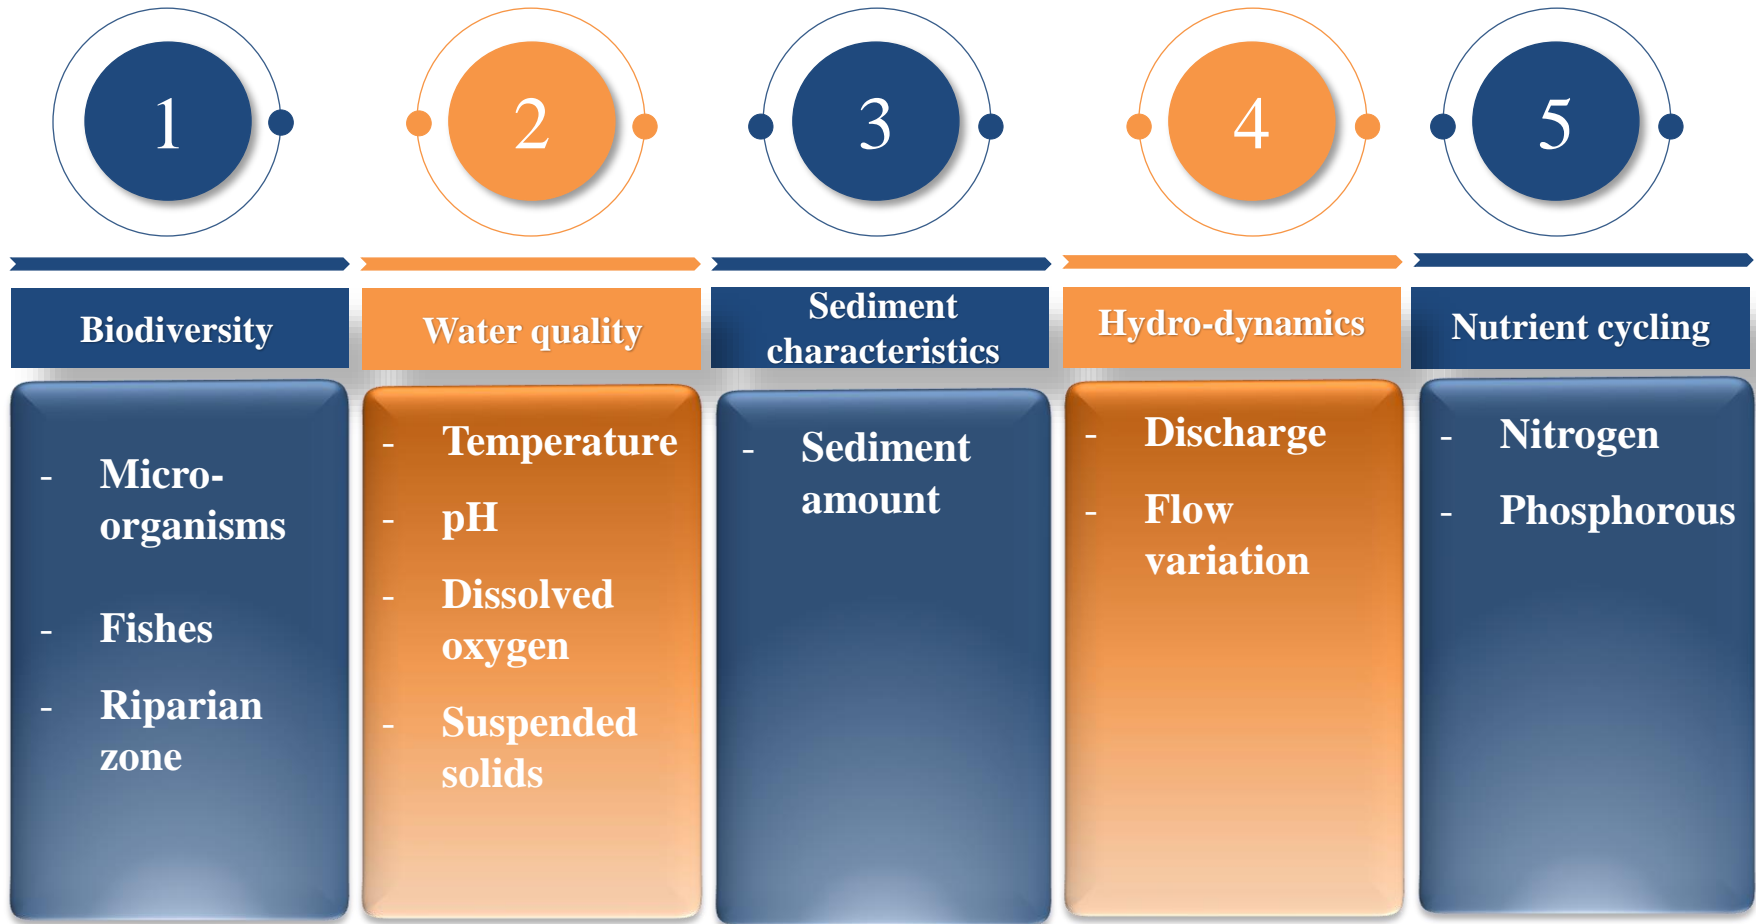 1
2
3
4
5
Biodiversity
- Micro-
organisms
- Fishes
- Riparian
zone
Water quality
- Temperature
- pH
- Dissolved
oxygen
- Suspended
solids
Sediment
characteristics
- Sediment
amount
Hydro-dynamics
- Discharge
- Flow
variation
Nutrient cycling
- Nitrogen
- Phosphorous